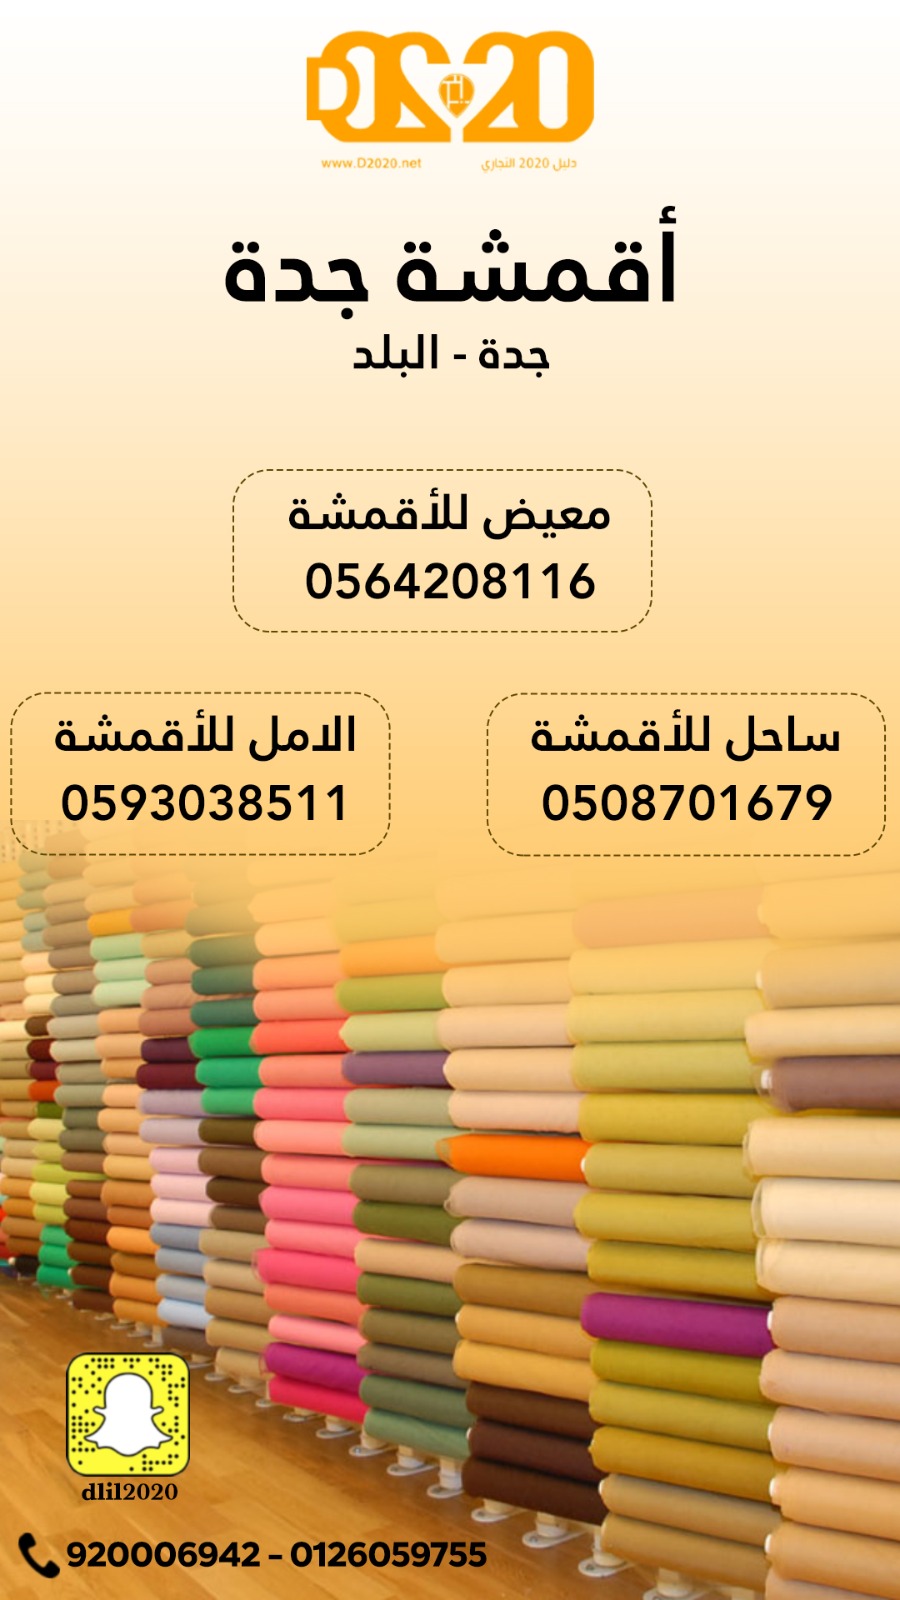 D2020
www.D2020.net
دليل 2020 التجاري
أقمشة جدة
جدة - البلد
معيض للأقمشة
0564208116
ساحل للأقمشة
0508701679
الامل للأقمشة
0593038511
dlil2020
920006942 - 0126059755